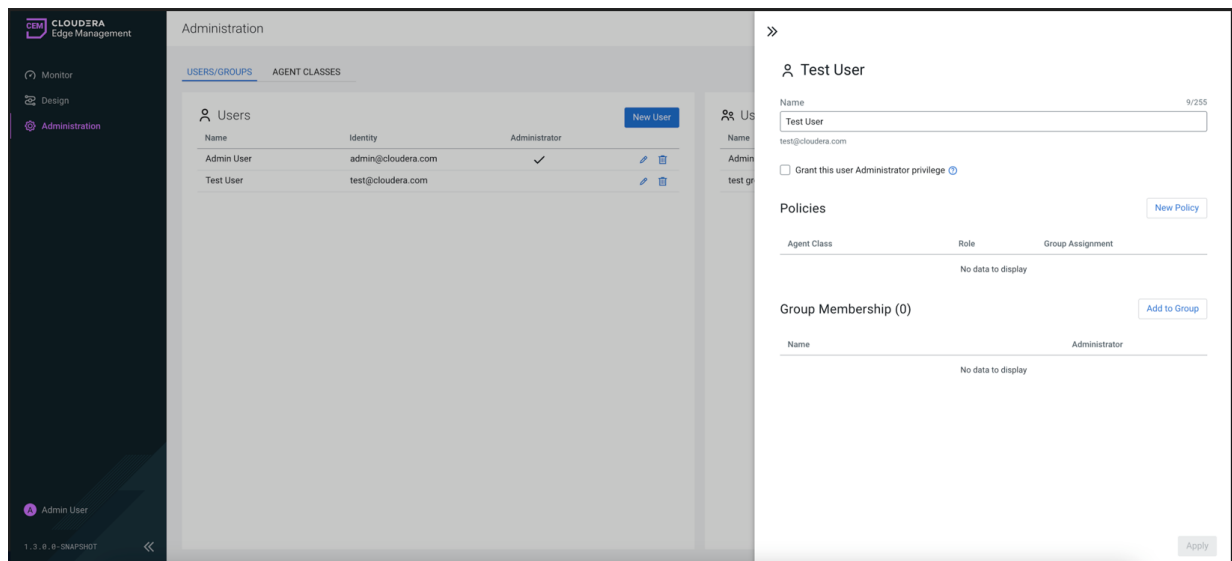 CEM
CLOUDERA
Edge Management
Monitor
Design
Administration
Admin User
1.3.0.0-SNAPSHOT
Administration
USERS/GROUPS AGENT CLASSES
Users
New User
Name Identity Administrator
Admin User admin@cloudera.com
Test User test@cloudera.com
Us
Name
Admin
test gr
Test User
Name 9/255
Test User
test@cloudera.com
Grant this user Administrator privilege
Policies
New Policy
Agent Class Role Group Assignment
No data to display
Group Membership (0)
Add to Group
Name Administrator
No data to display
Apply